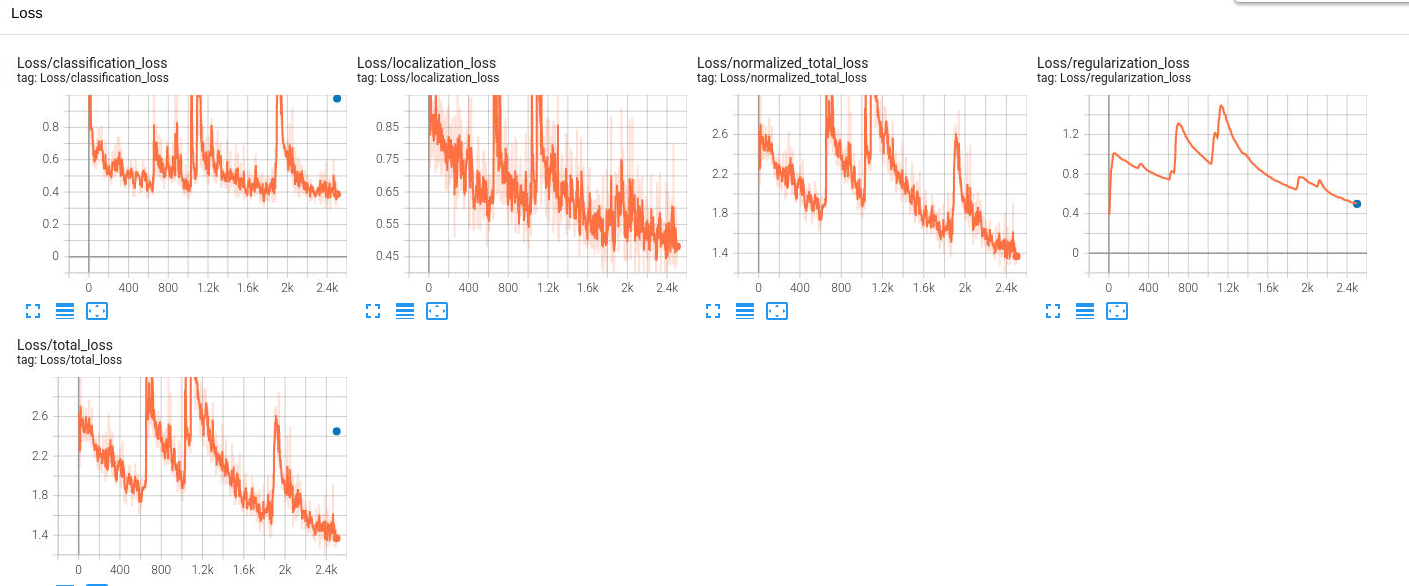 Loss
Loss/classification_loss
tag: Loss/classification_loss
0.8
0.6
0.4
0.2
0
0 400 800 1.2k 1.6k 2k 2.4k
Loss/localization_loss
tag: Loss/localization_loss
0.85
0.75
0.65
0.55
0.45
0 400 800 1.2k 1.6k 2k 2.4k
Loss/normalized_total_loss
tag: Loss/normalized_total_loss
2.6
2.2
1.8
1.4
0 400 800 1.2k 1.6k 2k 2.4k
Loss/regularization_loss
tag: Loss/regularization_loss
1.2
0.8
0.4
0
0 400 800 1.2k 1.6k 2k 2.4k
Loss/total_loss
tag: Loss/total_loss
2.6
2.2
1.8
1.4
0 400 800 1.2k 1.6k 2k 2.4k